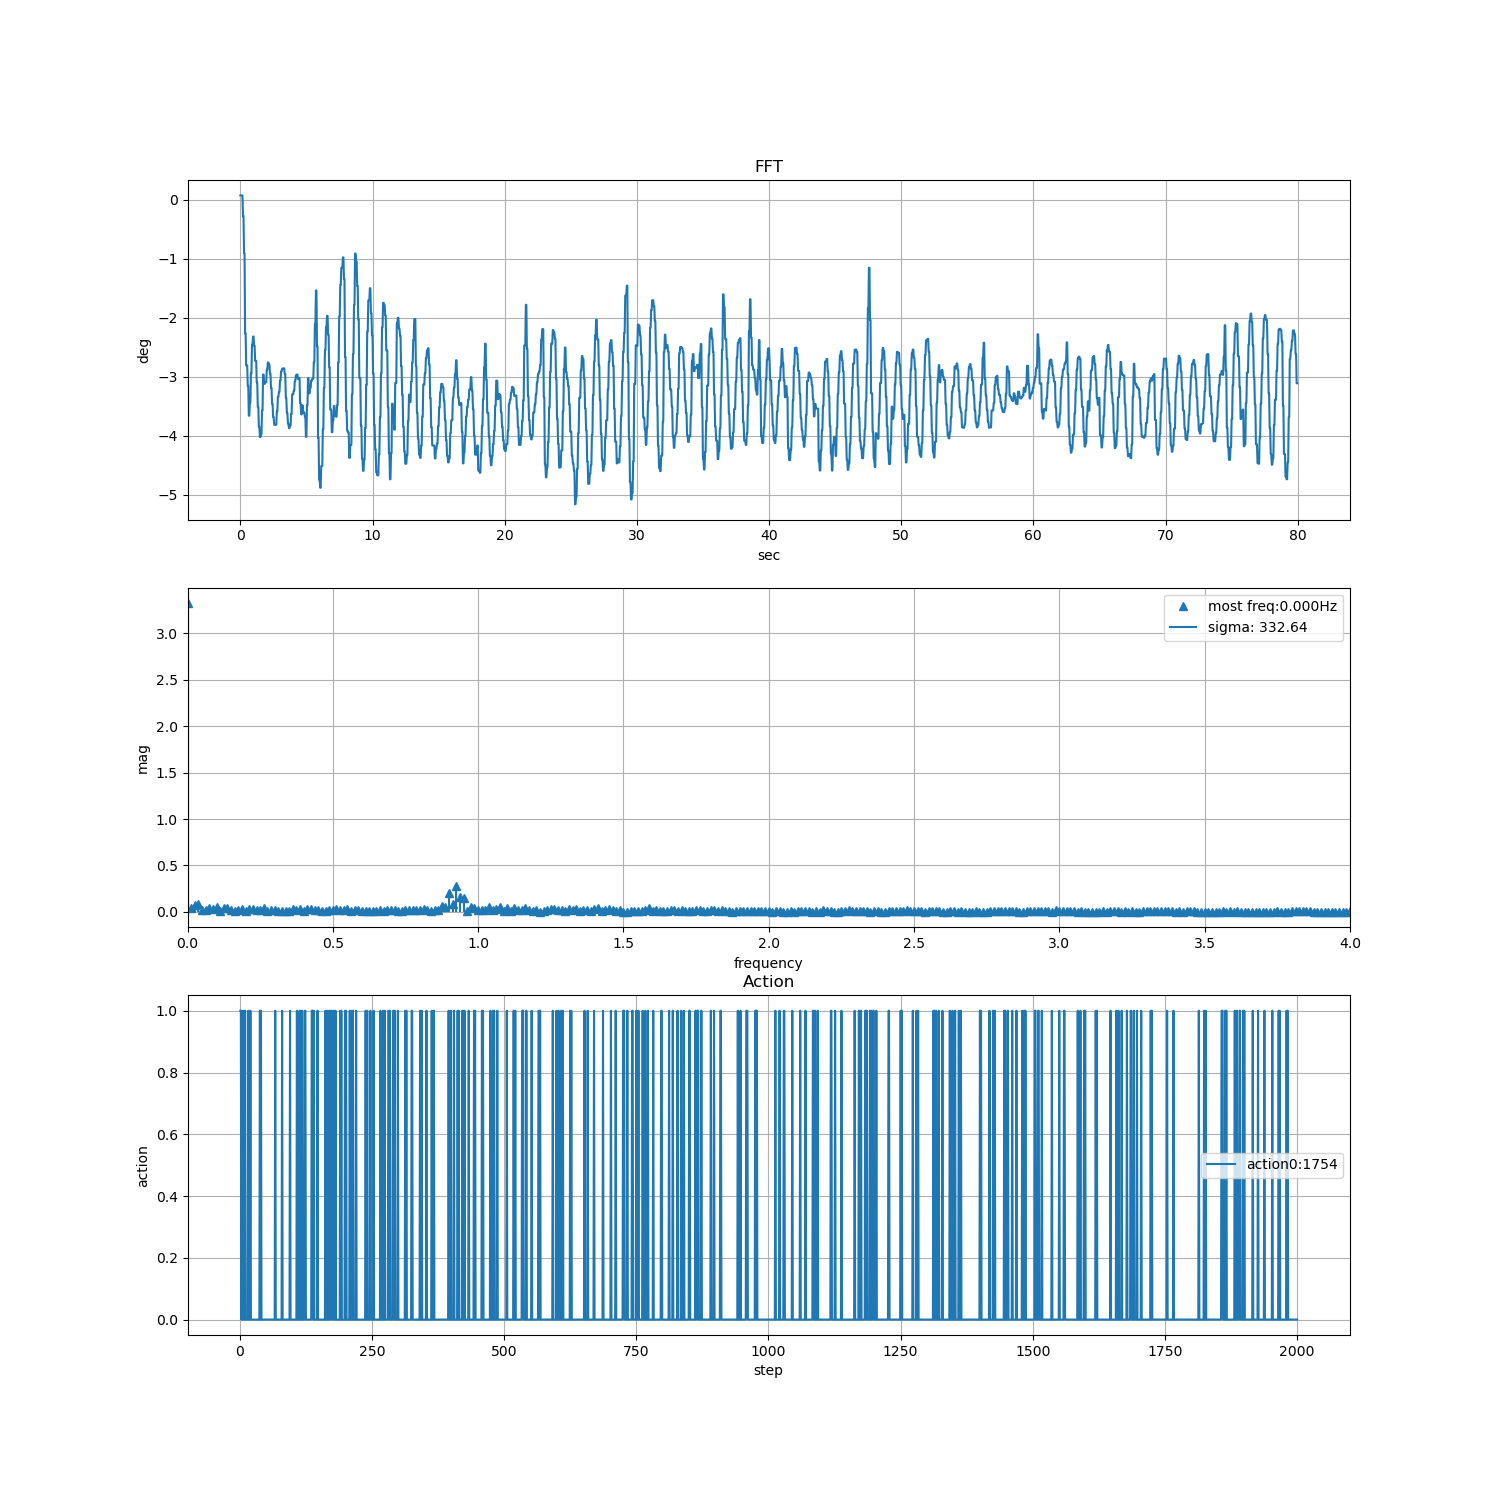 FFT
0
−1
−2
−3
−4
−5
deg
0 10 20 30 40 50 60 70 80
sec
most freq:0.000Hz
sigma: 332.64
3.0
2.5
2.0
1.5
1.0
0.5
0.0
mag
0.0 0.5 1.0 1.5 2.0 2.5 3.0 3.5 4.0
frequency
Action
1.0
0.8
0.6
0.4
0.2
0.0
action
action0:1754
0 250 500 750 1000 1250 1500 1750 2000
step